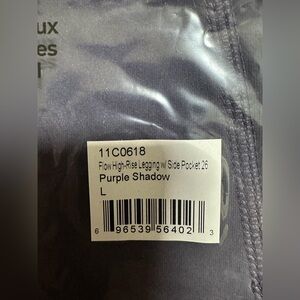 ux
es
11C0618
Flow High-Rise Legging w/ Side Pocket 26
Purple Shadow
L
6 96539 56402 3